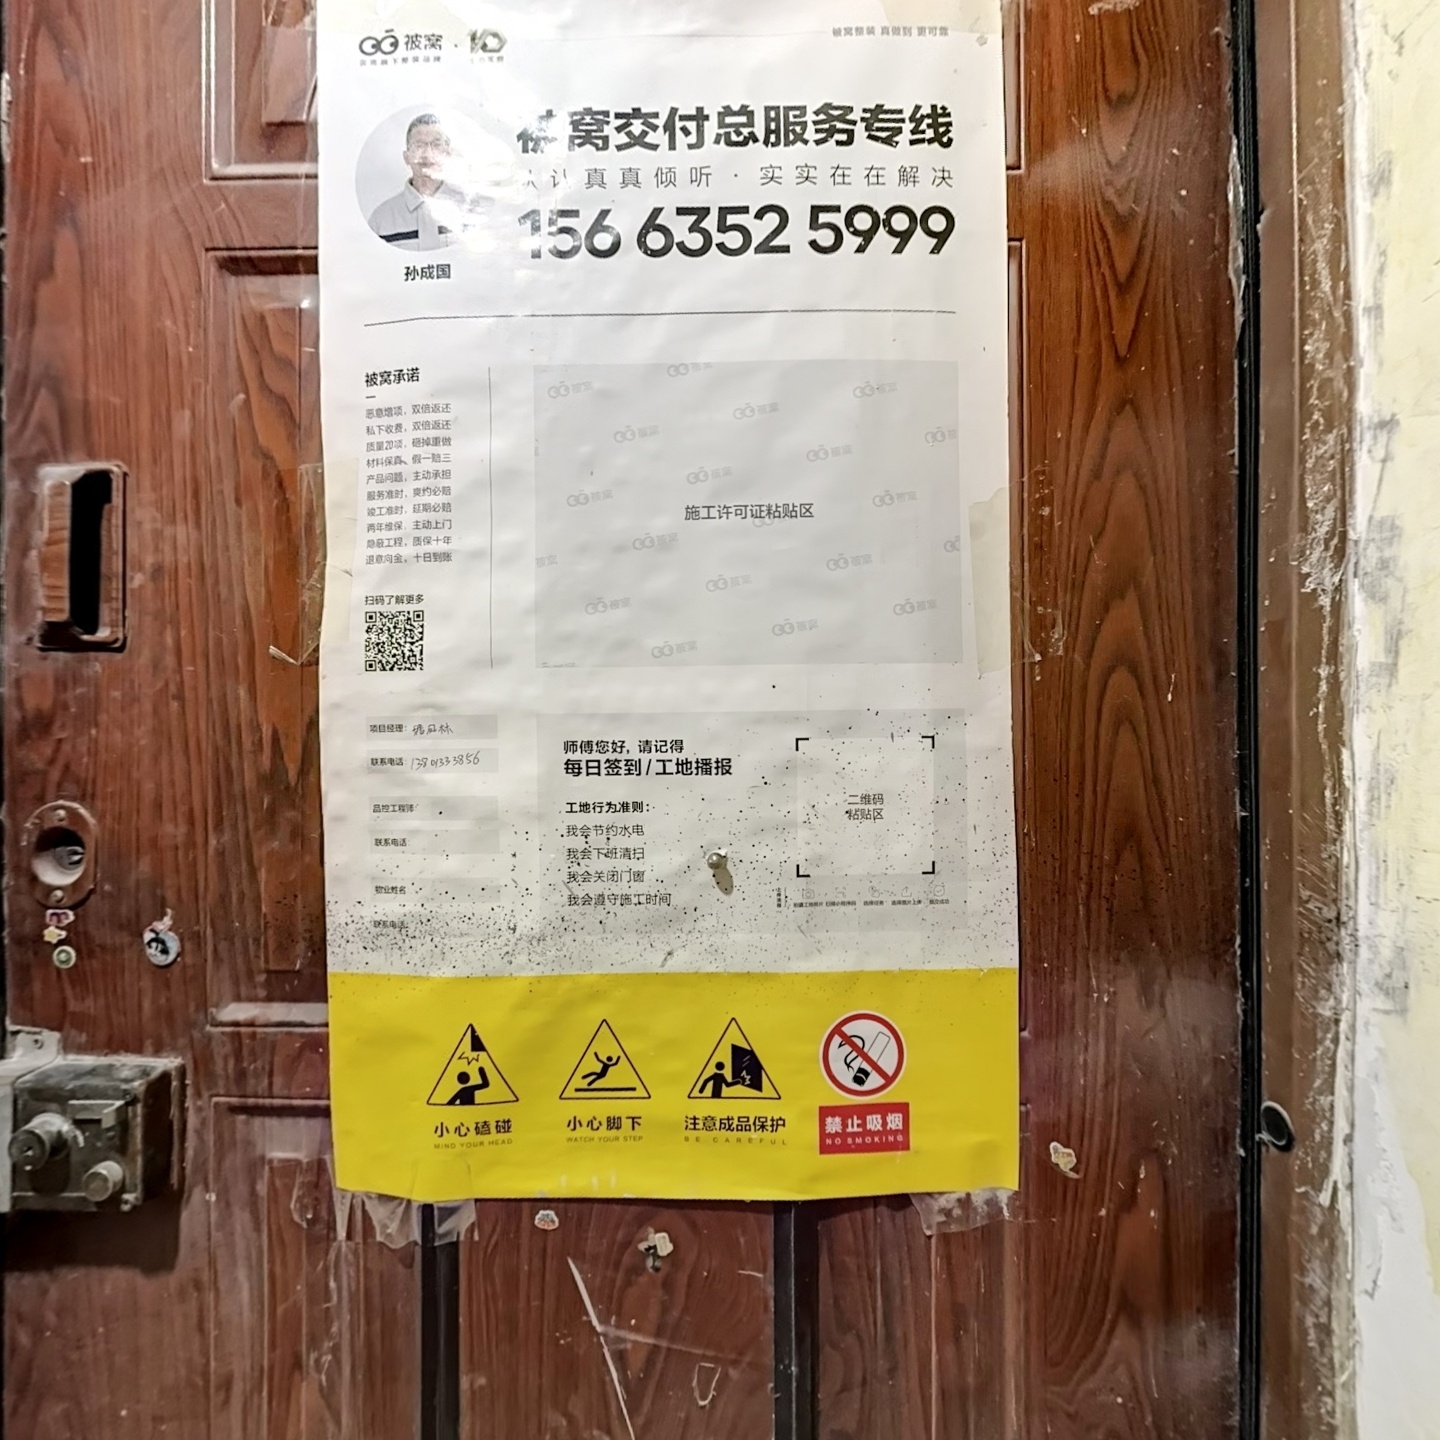 被窝
被窝整装 真做到 更可靠
被窝交付总服务专线
认认真真倾听 · 实实在在解决
156 6352 5999
孙成国
被窝承诺
恶意增项，双倍返还
私下收费，双倍返还
质量20项，砸掉重做
材料保真，假一赔三
产品问题，主动承担
服务准时，爽约必赔
竣工准时，延期必赔
两年维保，主动上门
隐蔽工程，质保十年
退意向金，十日到账
扫码了解更多
施工许可证粘贴区
项目经理：
联系电话：
品控工程师：
联系电话
物业姓名
联系电话
师傅您好，请记得
每日签到/工地播报
工地行为准则：
我会节约水电
我会下班清扫
我会关闭门窗
我会遵守施工时间
二维码
粘贴区
小心磕碰
MIND YOUR HEAD
小心脚下
WATCH YOUR STEP
注意成品保护
BE CAREFUL
禁止吸烟
NO SMOKING